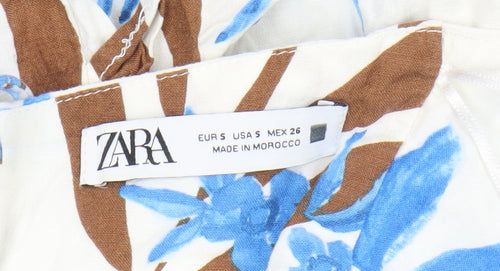 ZARA
EUR S USA S MEX 26
MADE IN MOROCCO